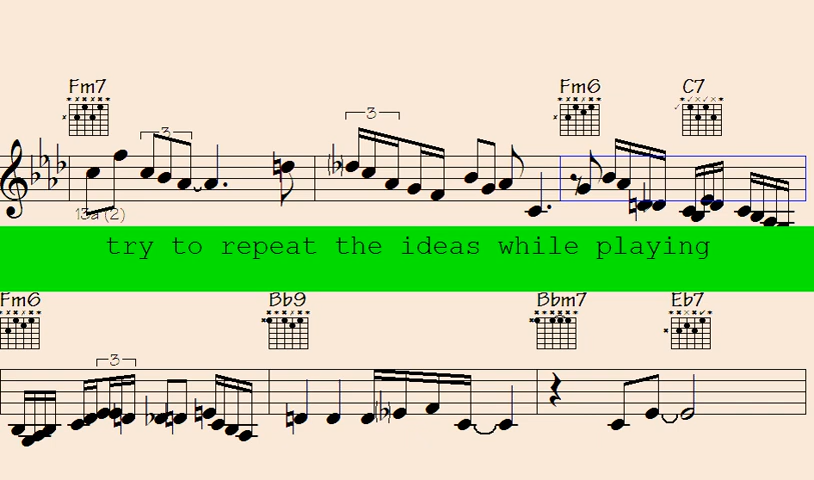 Fm7 Fm6 C7
3 3
13a (2)
try to repeat the ideas while playing
Fm6 Bb9 Bbm7 Eb7
3